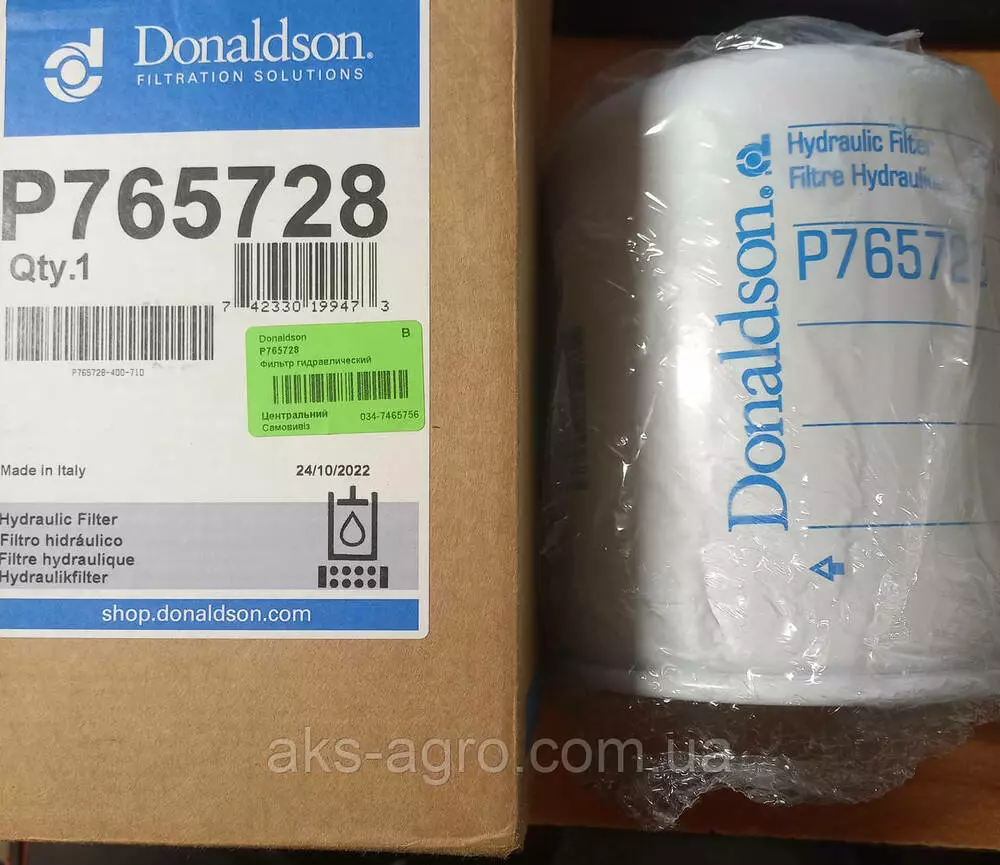 Donaldson®
FILTRATION SOLUTIONS
P765728
Qty.1
7 42330 19947 3
P765728-400-710
Donaldson B
P765728
Фильтр гидравлический
Центральний 034-7465756
Самовивіз
Made in Italy 24/10/2022
Hydraulic Filter
Filtro hidráulico
Filtre hydraulique
Hydraulikfilter
shop.donaldson.com
Donaldson.
Hydraulic Filter
Filtre Hydrauli
P76572
aks-agro.com.ua